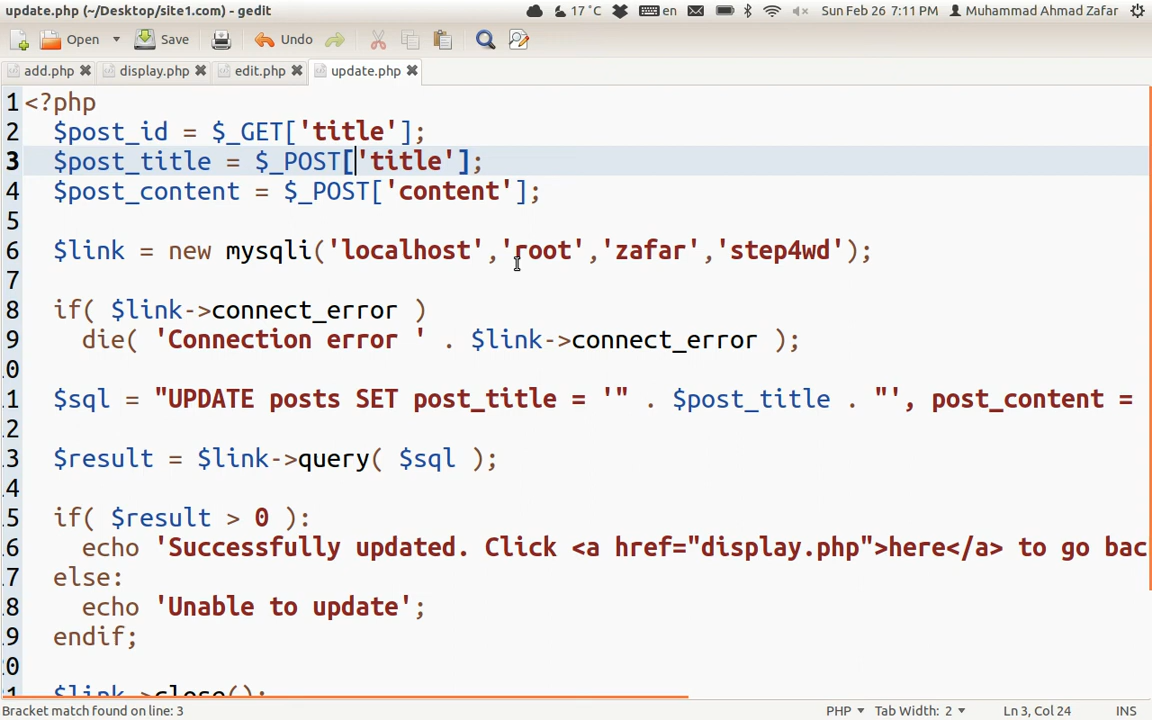 update.php (~/Desktop/site1.com) - gedit 17 °C en Sun Feb 26 7:11 PM Muhammad Ahmad Zafar
Open Save Undo
add.php display.php edit.php update.php
1 <?php
2 $post_id = $_GET['title'];
3 $post_title = $_POST['title'];
4 $post_content = $_POST['content'];
5
6 $link = new mysqli('localhost','root','zafar','step4wd');
7
8 if( $link->connect_error )
9 die( 'Connection error ' . $link->connect_error );
0
1 $sql = "UPDATE posts SET post_title = '" . $post_title . "', post_content =
2
3 $result = $link->query( $sql );
4
5 if( $result > 0 ):
6 echo 'Successfully updated. Click <a href="display.php">here</a> to go bac
7 else:
8 echo 'Unable to update';
9 endif;
0
1 $link->close();
Bracket match found on line: 3 PHP Tab Width: 2 Ln 3, Col 24 INS